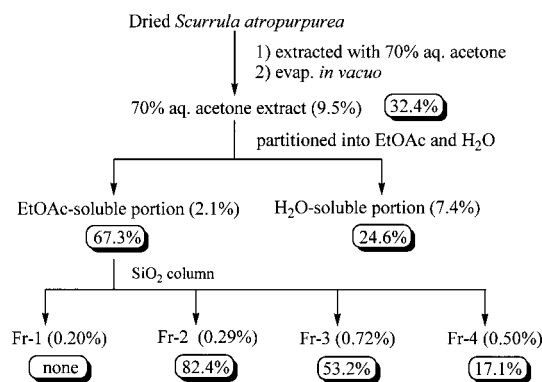 Dried Scurrula atropurpurea
1) extracted with 70% aq. acetone
2) evap. in vacuo
70% aq. acetone extract (9.5%) 32.4%
partitioned into EtOAc and H₂O
EtOAc-soluble portion (2.1%) H₂O-soluble portion (7.4%)
67.3% 24.6%
SiO₂ column
Fr-1 (0.20%) Fr-2 (0.29%) Fr-3 (0.72%) Fr-4 (0.50%)
none 82.4% 53.2% 17.1%